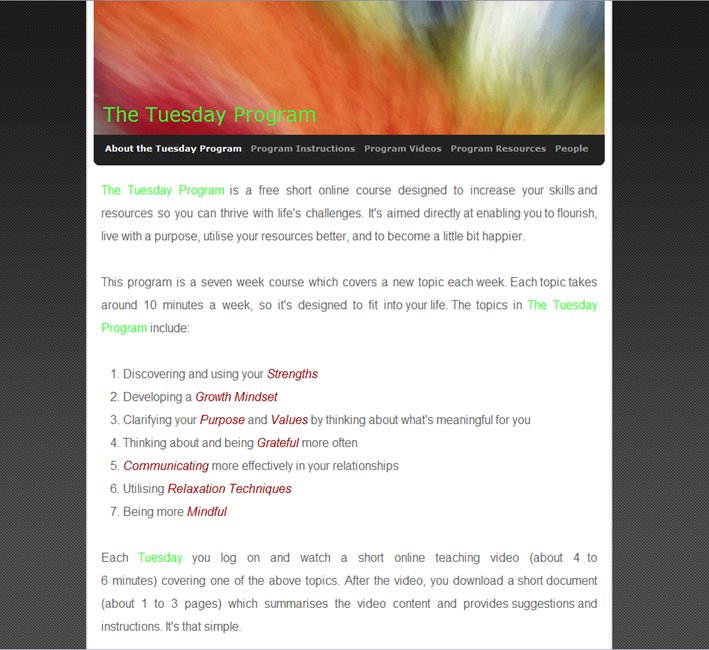 The Tuesday Program
About the Tuesday Program Program Instructions Program Videos Program Resources People
The Tuesday Program is a free short online course designed to increase your skills and
resources so you can thrive with life's challenges. It's aimed directly at enabling you to flourish,
live with a purpose, utilise your resources better, and to become a little bit happier.
This program is a seven week course which covers a new topic each week. Each topic takes
around 10 minutes a week, so it's designed to fit into your life. The topics in The Tuesday
Program include:
1. Discovering and using your Strengths
2. Developing a Growth Mindset
3. Clarifying your Purpose and Values by thinking about what's meaningful for you
4. Thinking about and being Grateful more often
5. Communicating more effectively in your relationships
6. Utilising Relaxation Techniques
7. Being more Mindful
Each Tuesday you log on and watch a short online teaching video (about 4 to
6 minutes) covering one of the above topics. After the video, you download a short document
(about 1 to 3 pages) which summarises the video content and provides suggestions and
instructions. It's that simple.